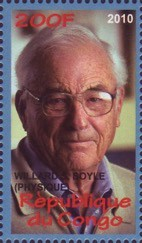 200F 2010
WILLARD S. BOYLE
(PHYSIQUE)
République
du Congo